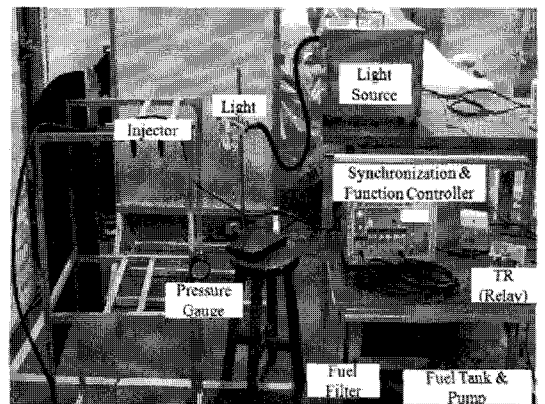 Light
Source
Light
Injector
Synchronization &
Function Controller
TR
(Relay)
Pressure
Gauge
Fuel
Filter
Fuel Tank &
Pump